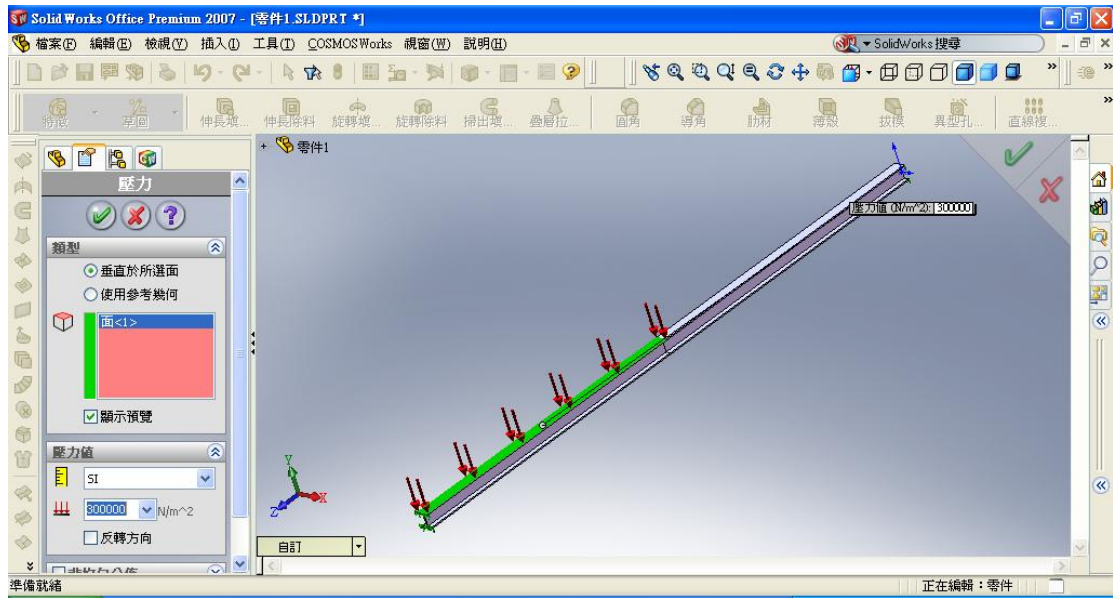 SolidWorks Office Premium 2007 - [零件1.SLDPRT *]
檔案(F) 編輯(E) 檢視(V) 插入(I) 工具(T) COSMOSWorks 視窗(W) 說明(H)
SolidWorks 搜尋
特徵 草圖 伸長填... 伸長除料 旋轉填... 旋轉除料 掃出填... 疊層拉... 圓角 導角 肋材 薄殼 拔模 異型孔... 直線複...
零件1
壓力
類型
垂直於所選面
使用參考幾何
面<1>
顯示預覽
壓力值
SI
300000 N/m^2
反轉方向
壓力值 (N/m^2): 300000
Y
X
Z
自訂
準備就緒
正在編輯：零件